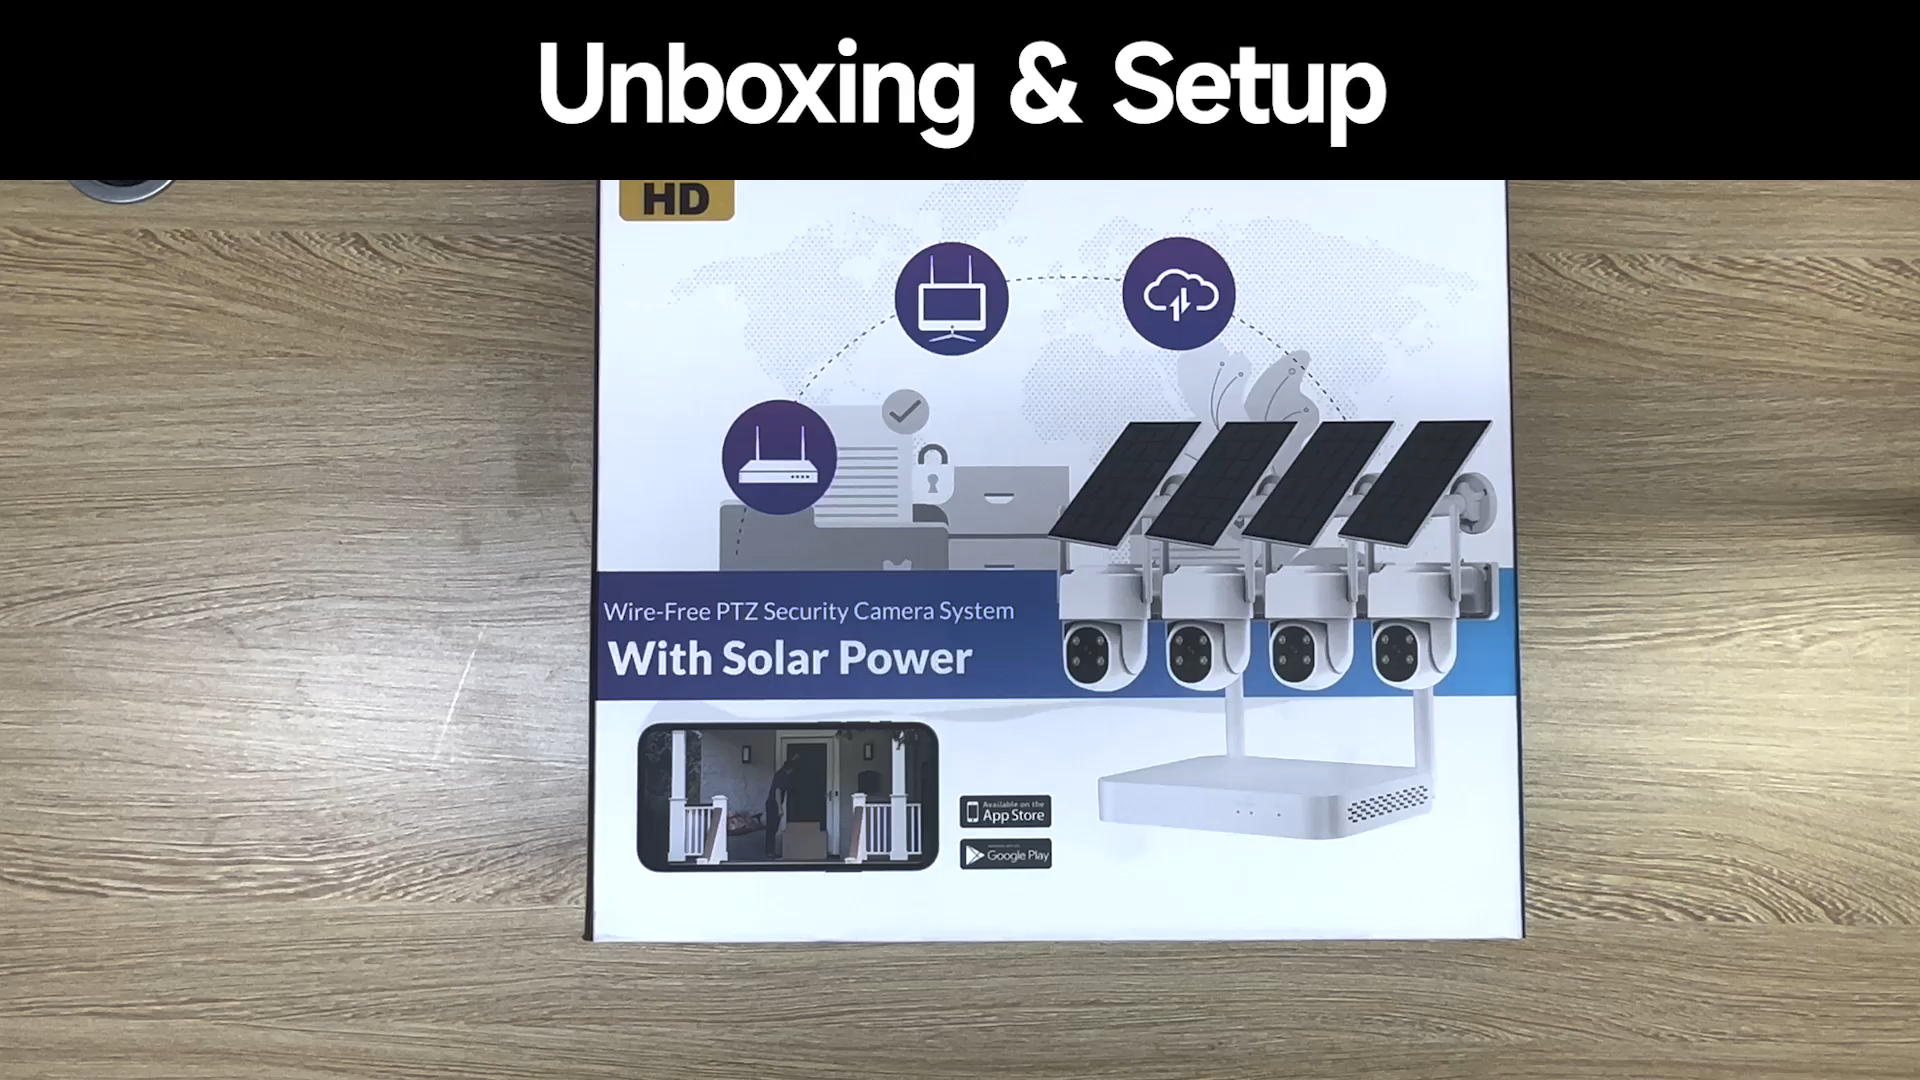 Unboxing & Setup
HD
Wire-Free PTZ Security Camera System
With Solar Power
Available on the
App Store
Google Play